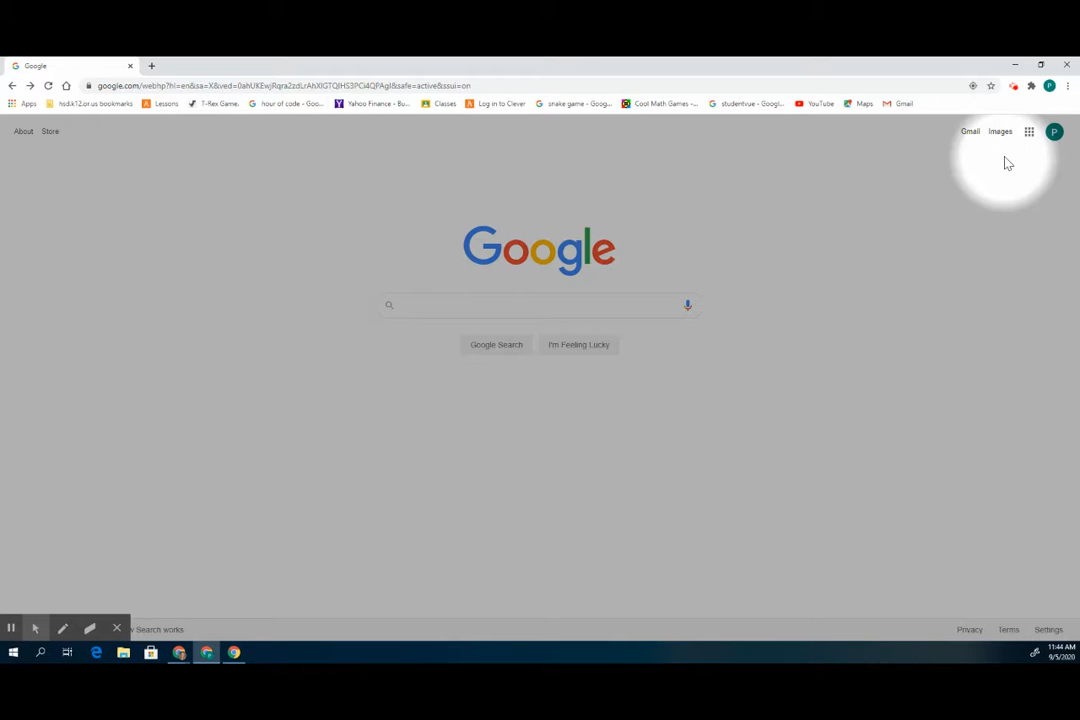 Google
google.com/webhp?hl=en&sa=X&ved=0ahUKEwjRqra2zdLrAhXlGTQIHS3PCi4QPAgI&safe=active&ssui=on
Apps hsd.k12.or.us bookmarks Lessons T-Rex Game. hour of code - Goo... Yahoo Finance - Bu... Classes Log in to Clever snake game - Goog... Cool Math Games -... studentvue - Googl... YouTube Maps Gmail
About Store Gmail Images P
Google
Google Search I'm Feeling Lucky
Search works Privacy Terms Settings
11:44 AM
9/5/2020